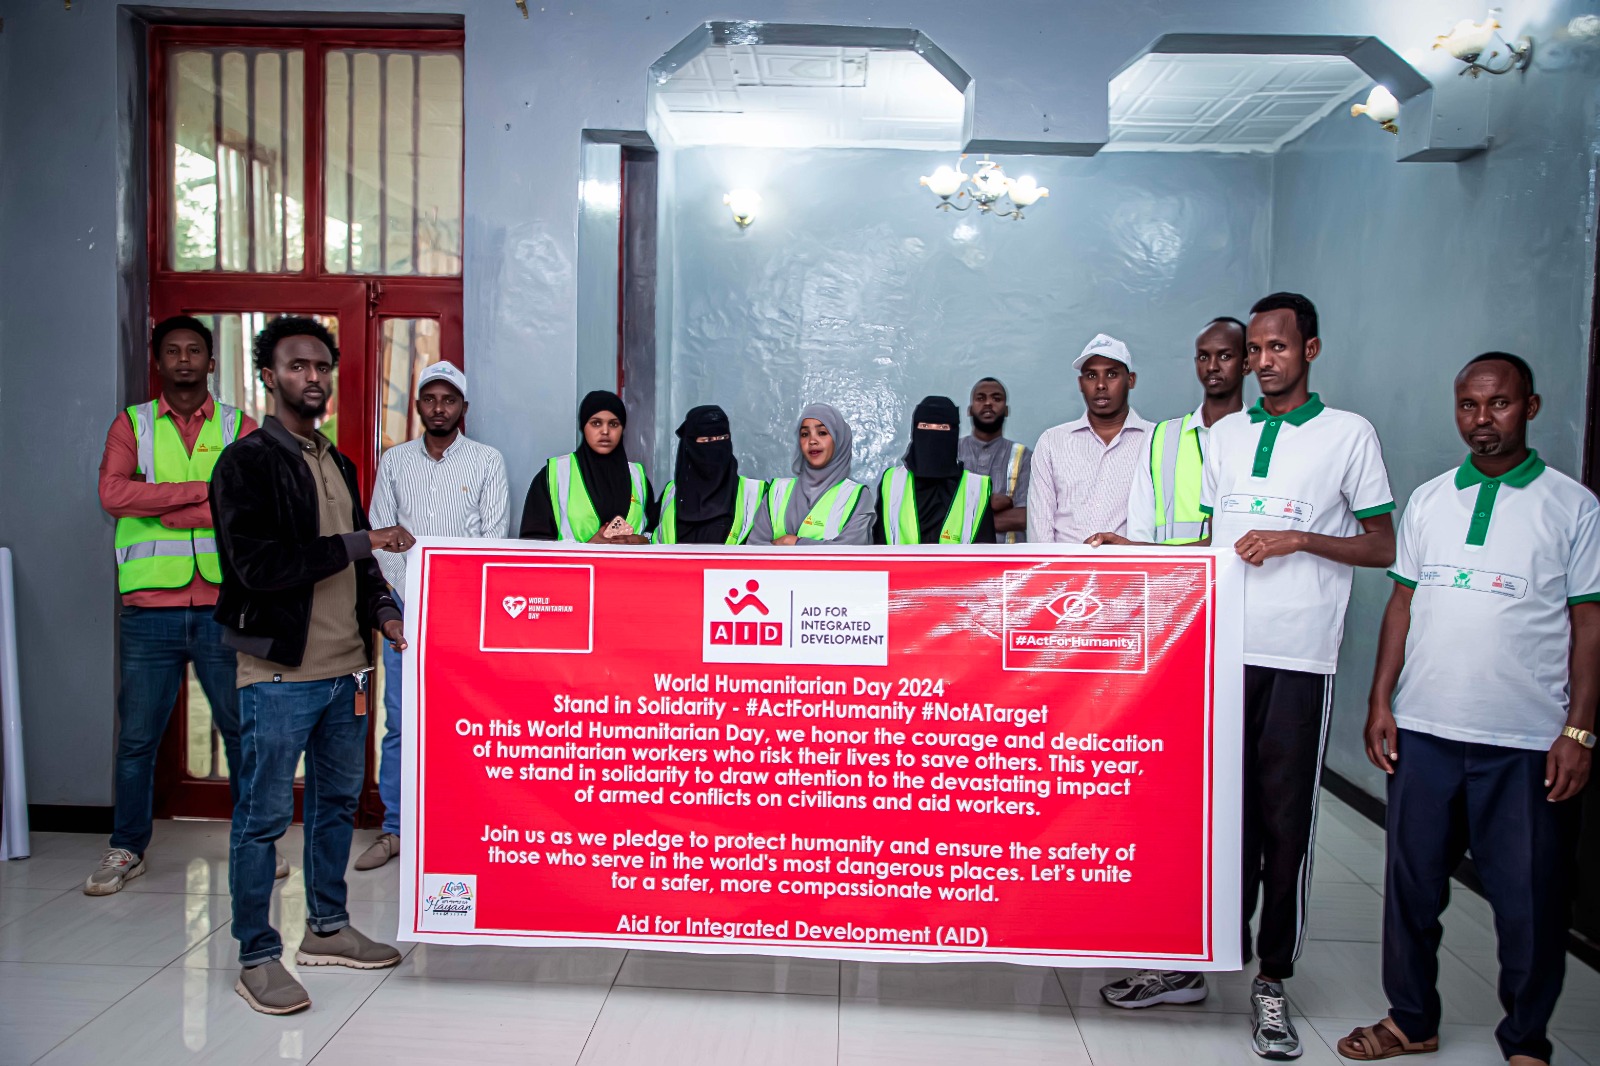 WORLD
HUMANITARIAN
DAY
AID
AID FOR
INTEGRATED
DEVELOPMENT
#ActForHumanity
World Humanitarian Day 2024
Stand in Solidarity - #ActForHumanity #NotATarget
On this World Humanitarian Day, we honor the courage and dedication
of humanitarian workers who risk their lives to save others. This year,
we stand in solidarity to draw attention to the devastating impact
of armed conflicts on civilians and aid workers.
Join us as we pledge to protect humanity and ensure the safety of
those who serve in the world's most dangerous places. Let's unite
for a safer, more compassionate world.
Aid for Integrated Development (AID)
Hayaan